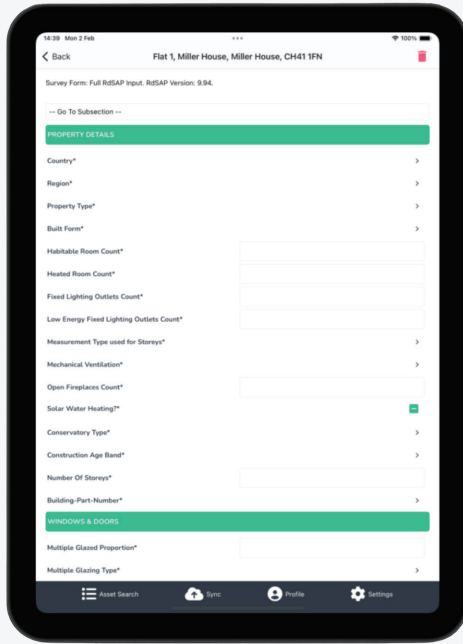 14:39 Mon 2 Feb
100%
Back
Flat 1, Miller House, Miller House, CH41 1FN
Survey Form: Full RdSAP Input. RdSAP Version: 9.94.
-- Go To Subsection --
PROPERTY DETAILS
Country*
Region*
Property Type*
Built Form*
Habitable Room Count*
Heated Room Count*
Fixed Lighting Outlets Count*
Low Energy Fixed Lighting Outlets Count*
Measurement Type used for Storeys*
Mechanical Ventilation*
Open Fireplaces Count*
Solar Water Heating?*
Conservatory Type*
Construction Age Band*
Number Of Storeys*
Building-Part-Number*
WINDOWS & DOORS
Multiple Glazed Proportion*
Multiple Glazing Type*
Asset Search
Sync
Profile
Settings